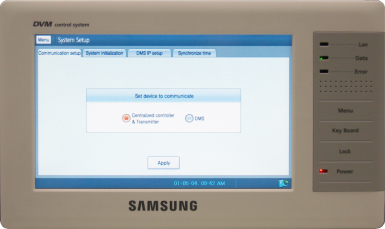 DVM control system
Menu System Setup
Communication setup System initialization DMS IP setup Synchronize time
Set device to communicate
Centralized controller & Transmitter
DMS
Apply
01-05-04, 09:42 AM
SAMSUNG
Lan
Data
Error
Menu
Key Board
Lock
Power